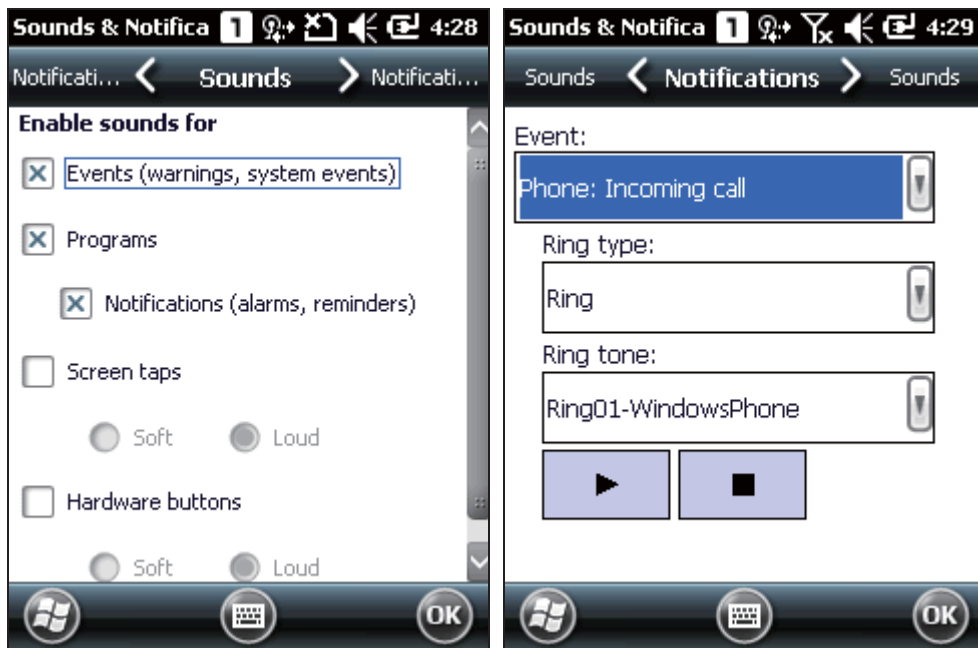 Sounds & Notifica 1 4:28
Notificati... Sounds Notificati...
Enable sounds for
Events (warnings, system events)
Programs
Notifications (alarms, reminders)
Screen taps
Soft Loud
Hardware buttons
Soft Loud
OK
Sounds & Notifica 1 4:29
Sounds Notifications Sounds
Event:
Phone: Incoming call
Ring type:
Ring
Ring tone:
Ring01-WindowsPhone
OK